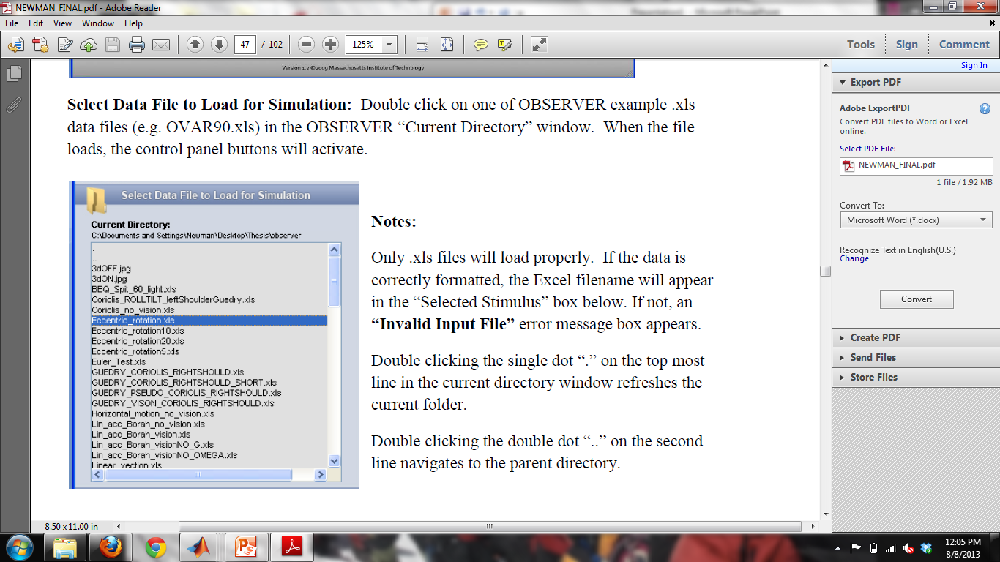 NEWMAN_FINAL.pdf - Adobe Reader
File Edit View Window Help
47 / 102 125%
Tools Sign Comment
Version 1.2 ©2009 Massachusetts Institute of Technology
Select Data File to Load for Simulation: Double click on one of OBSERVER example .xls
data files (e.g. OVAR90.xls) in the OBSERVER “Current Directory” window. When the file
loads, the control panel buttons will activate.
Select Data File to Load for Simulation
Current Directory:
C:\Documents and Settings\Newman\Desktop\Thesis\observer
.
..
3dOFF.jpg
3dON.jpg
BBQ_Spit_60_light.xls
Coriolis_ROLLTILT_leftShoulderGuedry.xls
Coriolis_no_vision.xls
Eccentric_rotation.xls
Eccentric_rotation10.xls
Eccentric_rotation20.xls
Eccentric_rotation5.xls
Euler_Test.xls
GUEDRY_CORIOLIS_RIGHTSHOULD.xls
GUEDRY_CORIOLIS_RIGHTSHOULD_SHORT.xls
GUEDRY_PSEUDO_CORIOLIS_RIGHTSHOULD.xls
GUEDRY_VISON_CORIOLIS_RIGHTSHOULD.xls
Horizontal_motion_no_vision.xls
Lin_acc_Borah_no_vision.xls
Lin_acc_Borah_vision.xls
Lin_acc_Borah_visionNO_G.xls
Lin_acc_Borah_visionNO_OMEGA.xls
Linear_vection.xls
Notes:
Only .xls files will load properly. If the data is
correctly formatted, the Excel filename will appear
in the “Selected Stimulus” box below. If not, an
“Invalid Input File” error message box appears.
Double clicking the single dot “.” on the top most
line in the current directory window refreshes the
current folder.
Double clicking the double dot “..” on the second
line navigates to the parent directory.
Sign In
Export PDF
Adobe ExportPDF
Convert PDF files to Word or Excel
online.
Select PDF File:
NEWMAN_FINAL.pdf
1 file / 1.92 MB
Convert To:
Microsoft Word (*.docx)
Recognize Text in English(U.S.)
Change
Convert
Create PDF
Send Files
Store Files
8.50 x 11.00 in
12:05 PM
8/8/2013